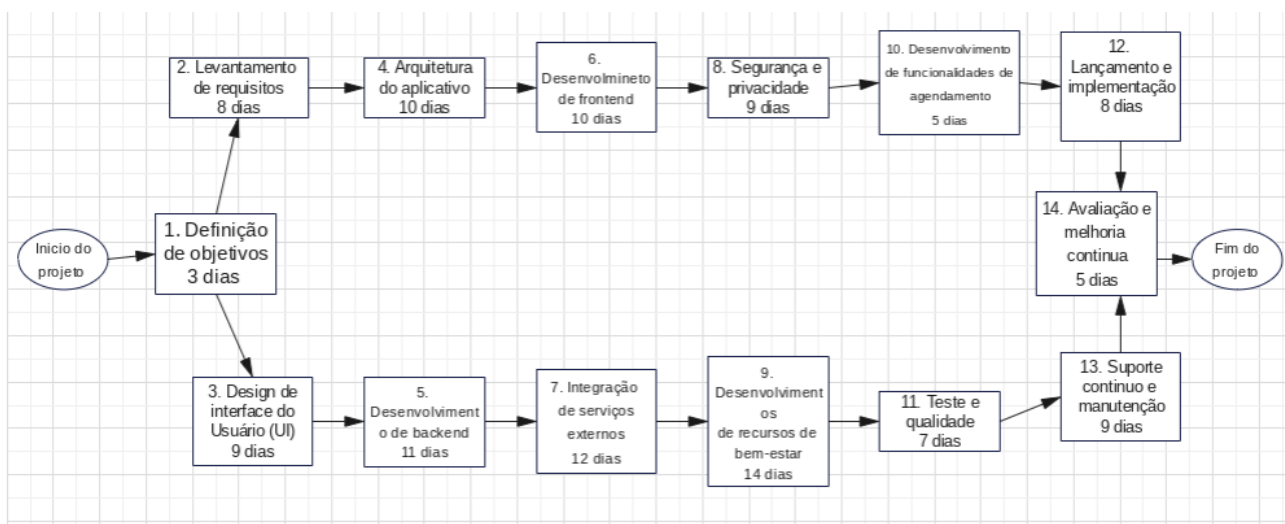 Inicio do
projeto
1. Definição
de objetivos
3 dias
2. Levantamento
de requisitos
8 dias
4. Arquitetura
do aplicativo
10 dias
6.
Desenvolmineto
de frontend
10 dias
8. Segurança e
privacidade
9 dias
10. Desenvolvimento
de funcionalidades de
agendamento
5 dias
12.
Lançamento e
implementação
8 dias
3. Design de
interface do
Usuário (UI)
9 dias
5.
Desenvolviment
o de backend
11 dias
7. Integração
de serviços
externos
12 dias
9.
Desenvolviment
os
de recursos de
bem-estar
14 dias
11. Teste e
qualidade
7 dias
13. Suporte
continuo e
manutenção
9 dias
14. Avaliação e
melhoria
continua
5 dias
Fim do
projeto